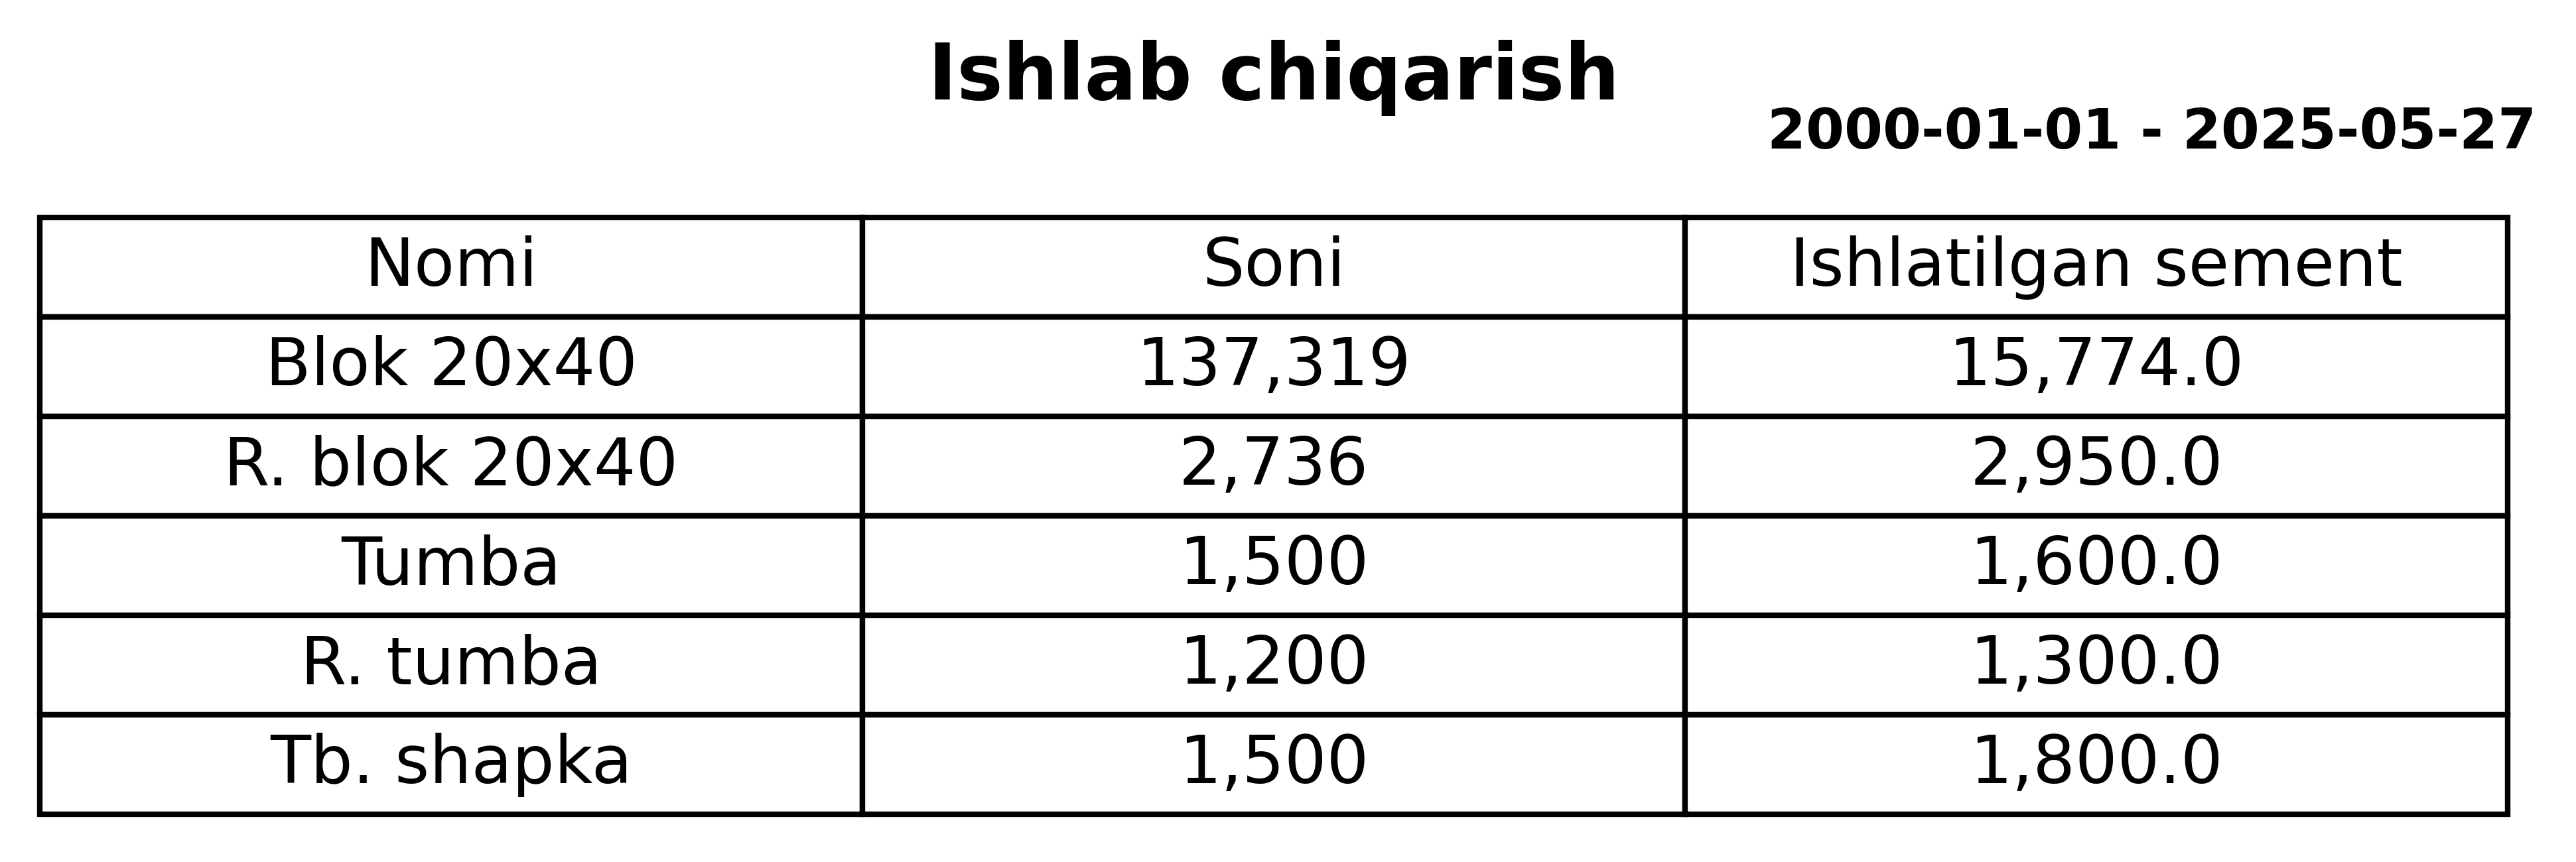 Ishlab chiqarish
2000-01-01 - 2025-05-27
Nomi Soni Ishlatilgan sement
Blok 20x40 137,319 15,774.0
R. blok 20x40 2,736 2,950.0
Tumba 1,500 1,600.0
R. tumba 1,200 1,300.0
Tb. shapka 1,500 1,800.0